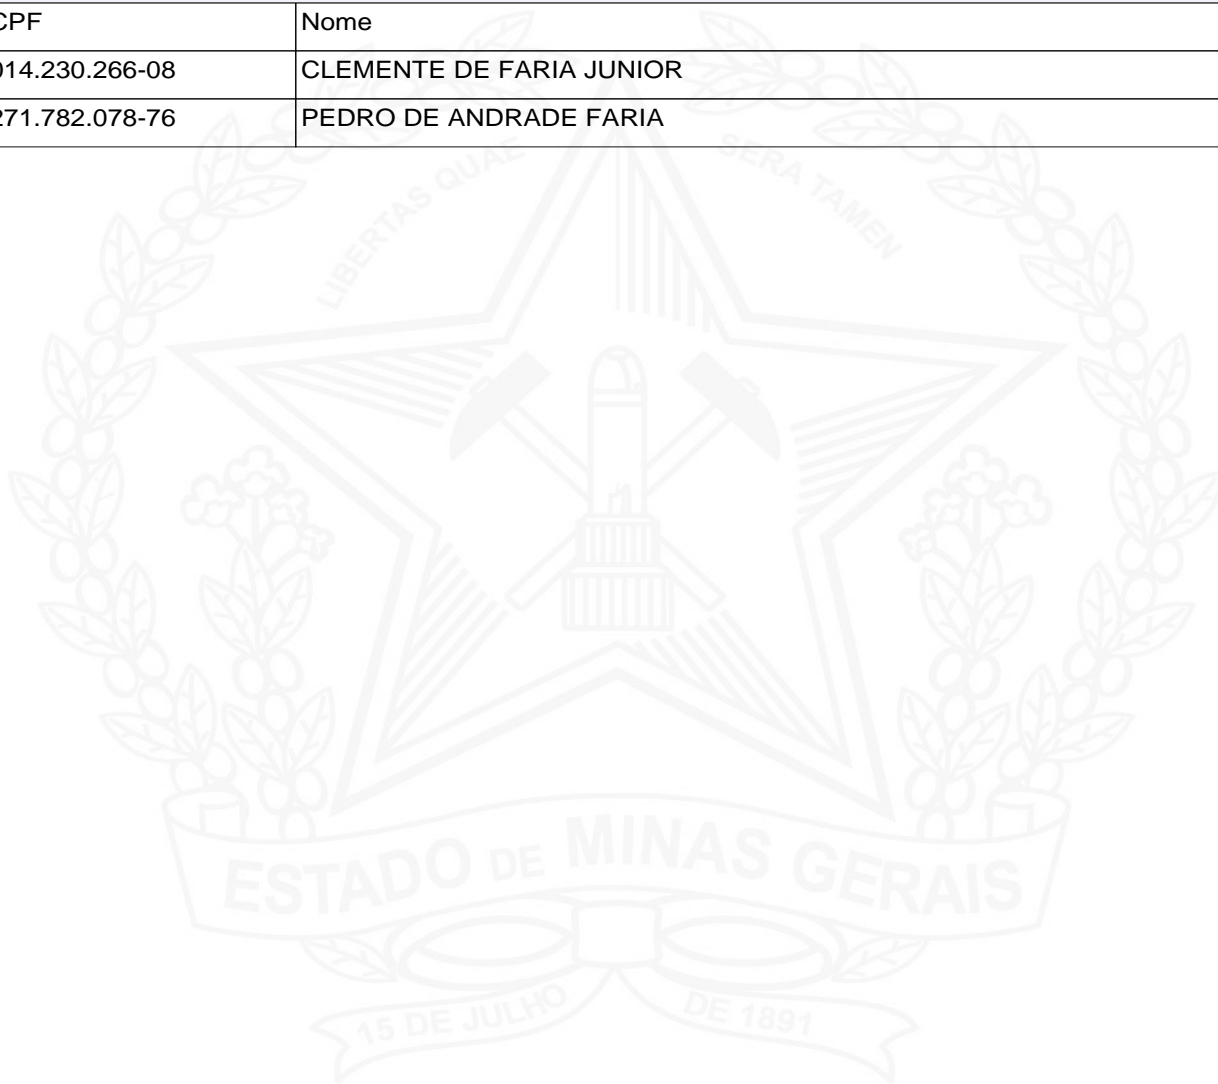 CPF Nome
014.230.266-08 CLEMENTE DE FARIA JUNIOR
271.782.078-76 PEDRO DE ANDRADE FARIA
LIBERTAS QUAE SERA TAMEN
ESTADO DE MINAS GERAIS
15 DE JULHO DE 1891